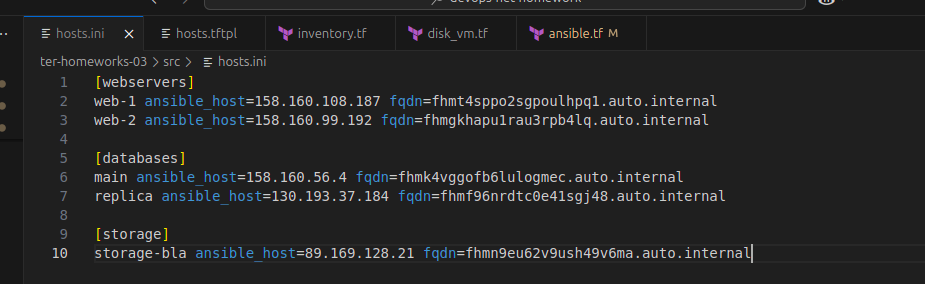 devops-net-homework
hosts.ini
hosts.tftpl
inventory.tf
disk_vm.tf
ansible.tf M
ter-homeworks-03 > src > hosts.ini
1 [webservers]
2 web-1 ansible_host=158.160.108.187 fqdn=fhmt4sppo2sgpoulhpq1.auto.internal
3 web-2 ansible_host=158.160.99.192 fqdn=fhmgkhapu1rau3rpb4lq.auto.internal
4
5 [databases]
6 main ansible_host=158.160.56.4 fqdn=fhmk4vggofb6lulogmec.auto.internal
7 replica ansible_host=130.193.37.184 fqdn=fhmf96nrdtc0e41sgj48.auto.internal
8
9 [storage]
10 storage-bla ansible_host=89.169.128.21 fqdn=fhmn9eu62v9ush49v6ma.auto.internal